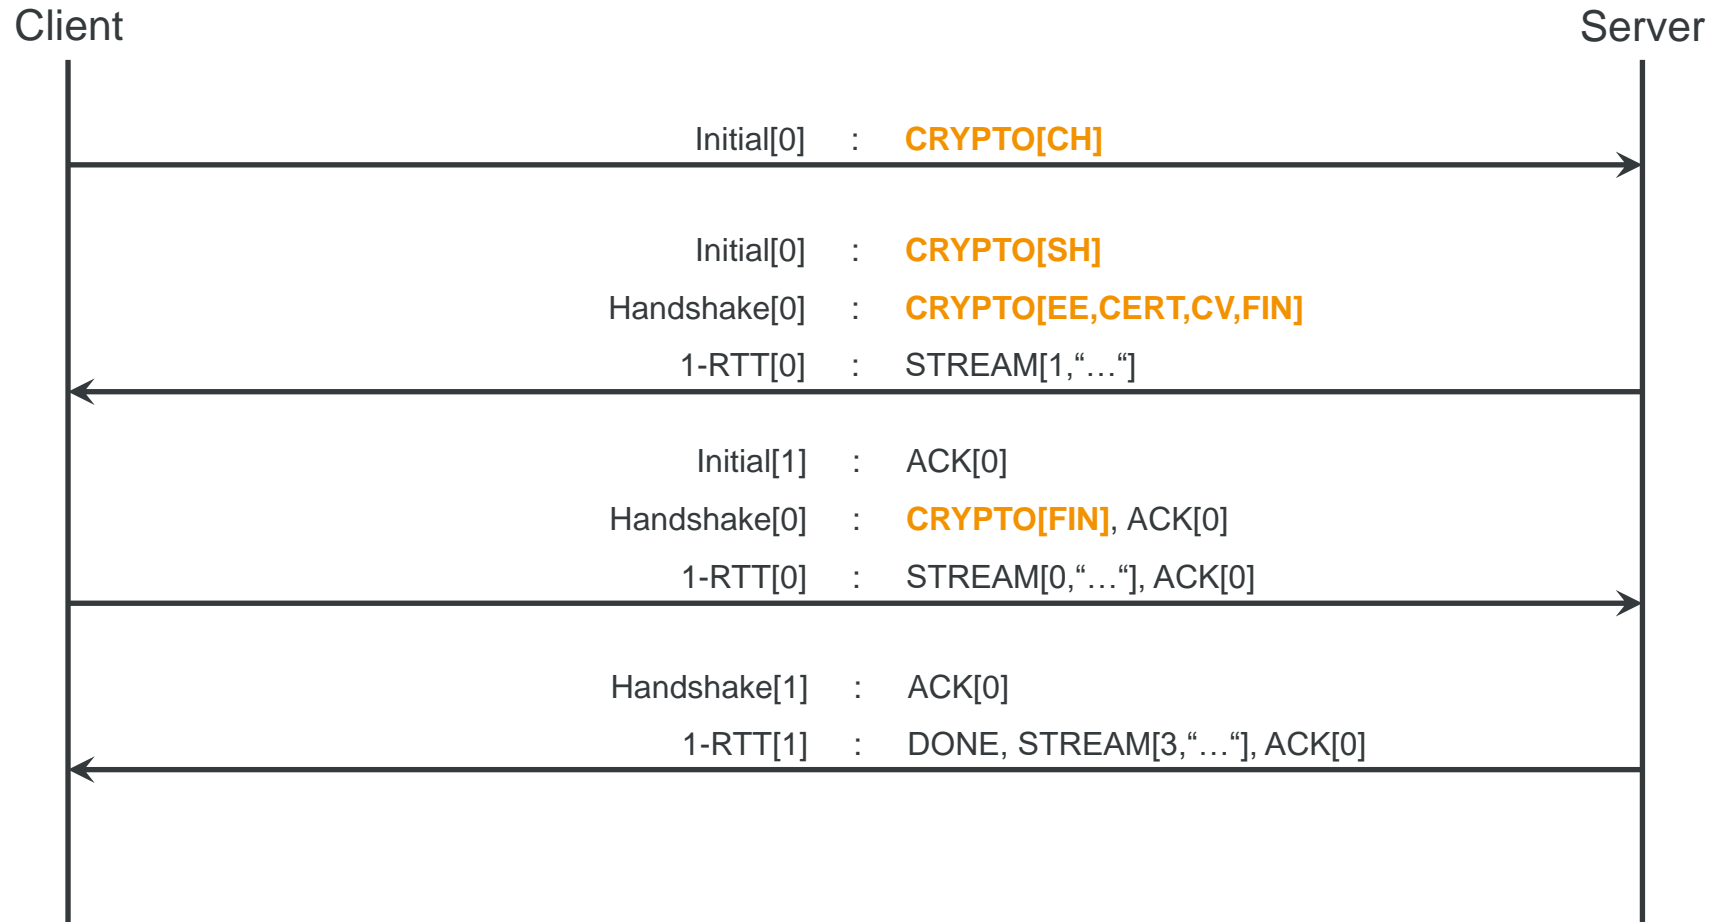 Client
Server
Initial[0] : CRYPTO[CH]
Initial[0] : CRYPTO[SH]
Handshake[0] : CRYPTO[EE,CERT,CV,FIN]
1-RTT[0] : STREAM[1,“…“]
Initial[1] : ACK[0]
Handshake[0] : CRYPTO[FIN], ACK[0]
1-RTT[0] : STREAM[0,“…“], ACK[0]
Handshake[1] : ACK[0]
1-RTT[1] : DONE, STREAM[3,“…“], ACK[0]